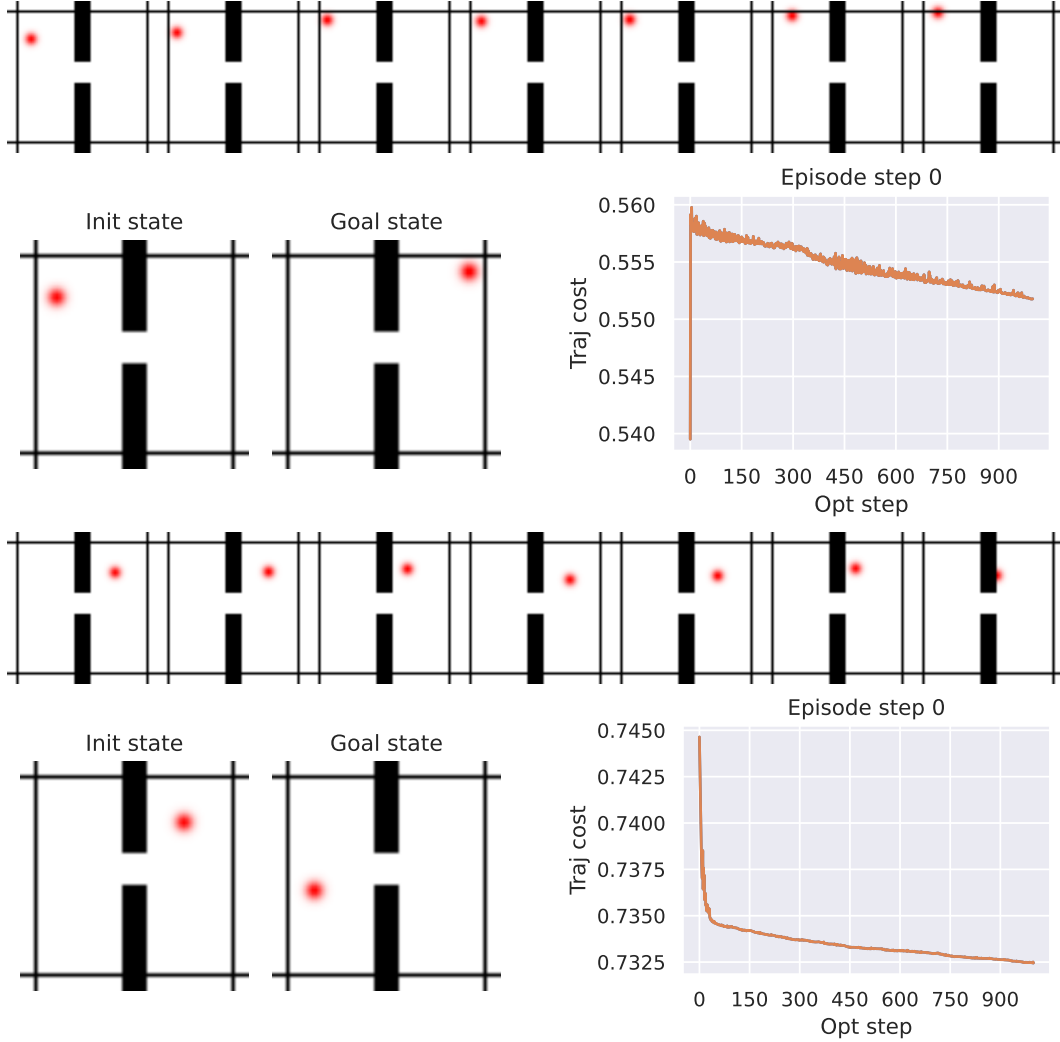 Episode step 0
Init state
Goal state
0.560
0.555
0.550
0.545
0.540
Traj cost
0 150 300 450 600 750 900
Opt step
Episode step 0
Init state
Goal state
0.7450
0.7425
0.7400
0.7375
0.7350
0.7325
Traj cost
0 150 300 450 600 750 900
Opt step